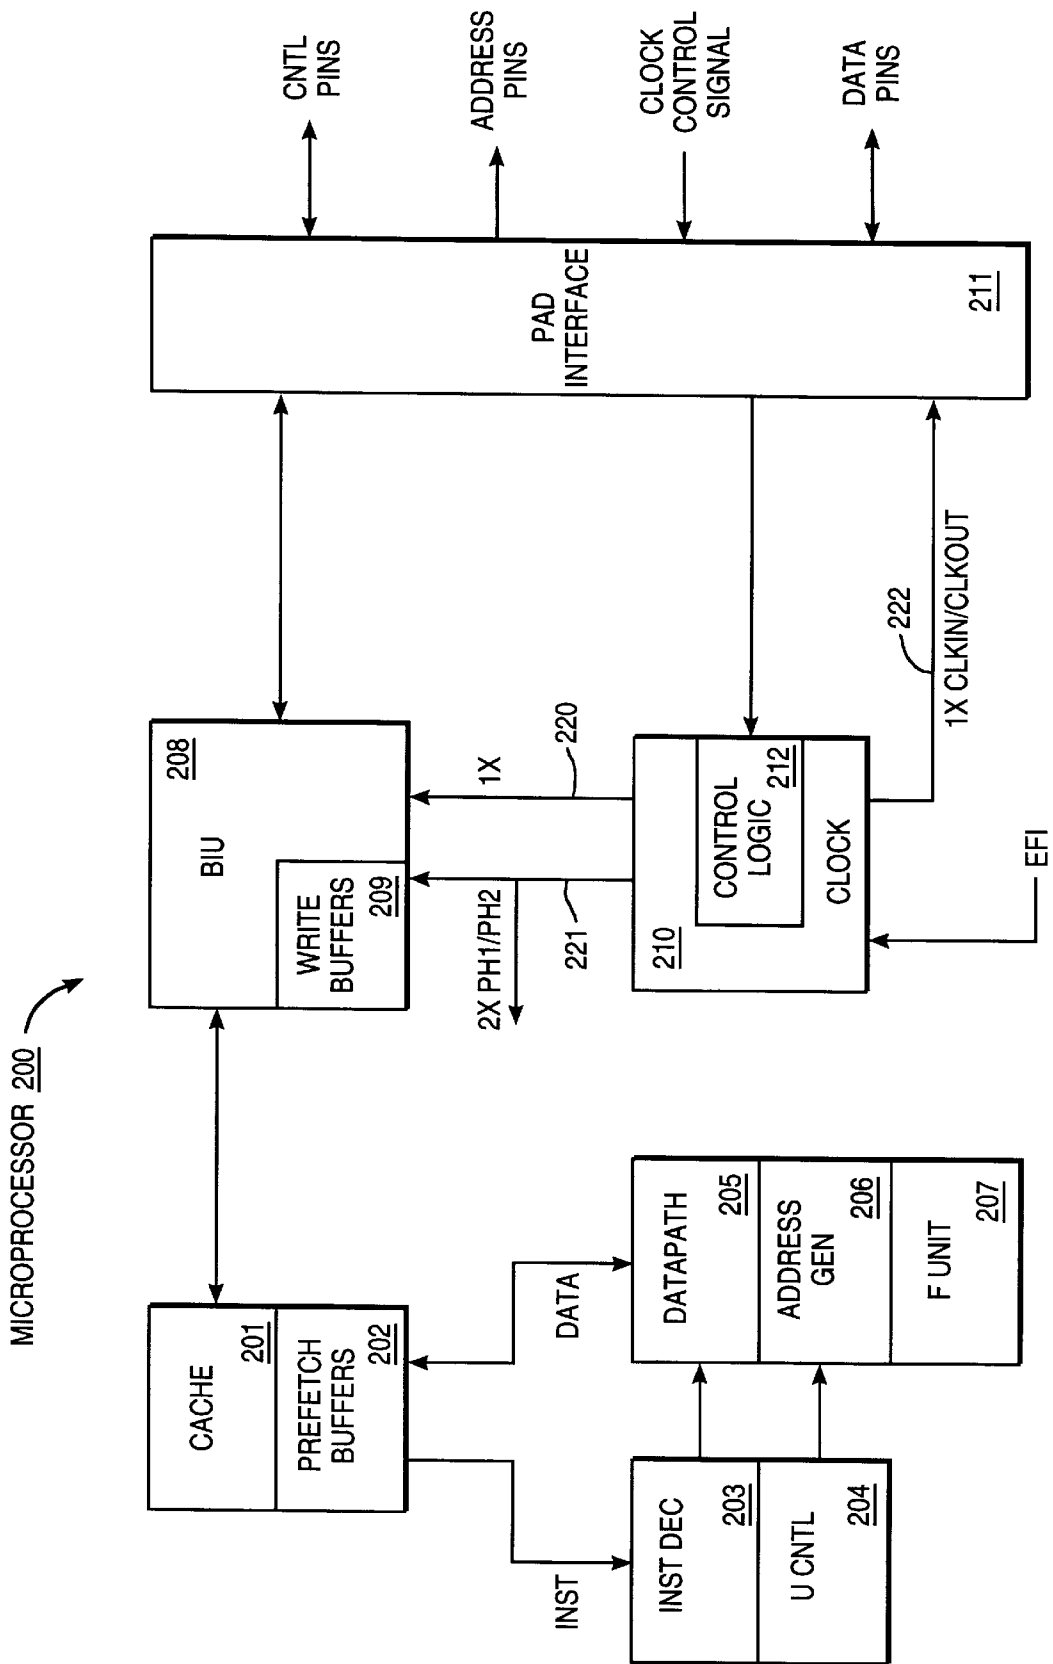 MICROPROCESSOR 200
CACHE
201
PREFETCH
BUFFERS
202
INST
DATA
INST DEC
203
U CNTL
204
DATAPATH
205
ADDRESS
GEN
206
F UNIT
207
BIU
208
WRITE
BUFFERS
209
2X PH1/PH2
221
1X
220
210
CONTROL
LOGIC
212
CLOCK
EFI
222
1X CLKIN/CLKOUT
PAD
INTERFACE
211
CNTL
PINS
ADDRESS
PINS
CLOCK
CONTROL
SIGNAL
DATA
PINS